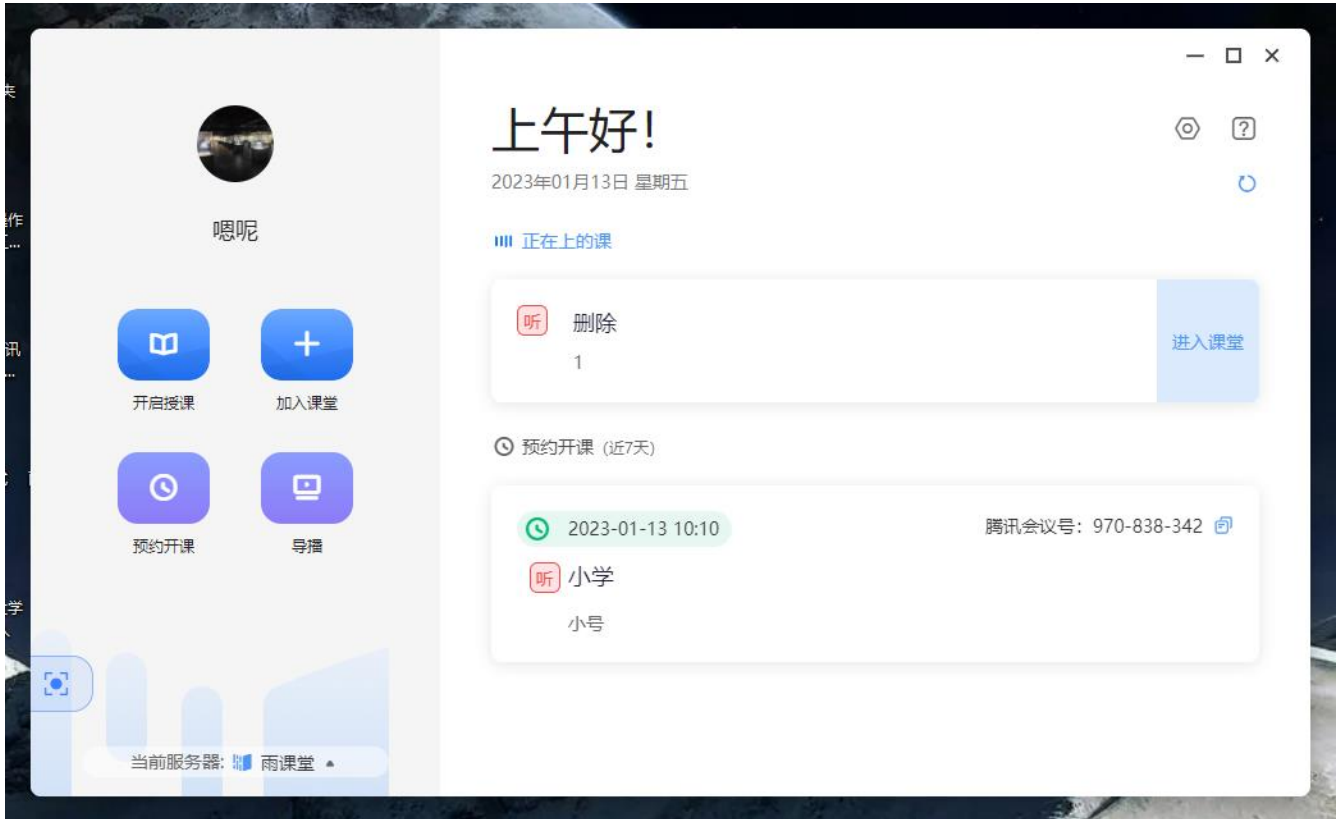 夹
作
...
讯
...
学
嗯呢
开启授课
加入课堂
预约开课
导播
当前服务器: 雨课堂
上午好!
2023年01月13日 星期五
正在上的课
听 删除
1
进入课堂
预约开课 (近7天)
2023-01-13 10:10
腾讯会议号: 970-838-342
听 小学
小号